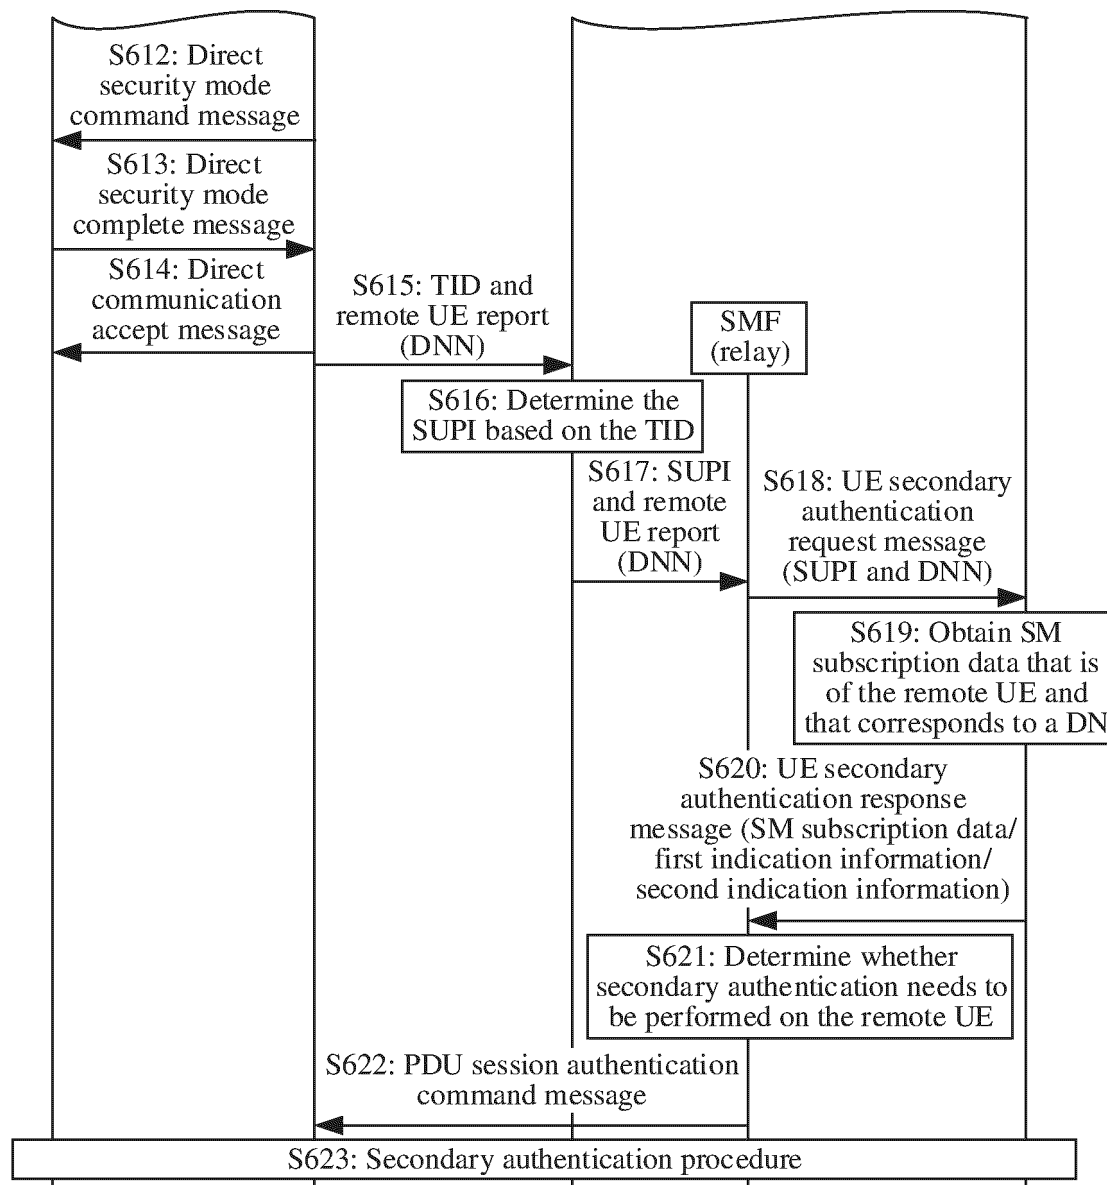 S612: Direct
security mode
command message
S613: Direct
security mode
complete message
S614: Direct
communication
accept message
S615: TID and
remote UE report
(DNN)
SMF
(relay)
S616: Determine the
SUPI based on the TID
S617: SUPI
and remote
UE report
(DNN)
S618: UE secondary
authentication
request message
(SUPI and DNN)
S619: Obtain SM
subscription data that is
of the remote UE and
that corresponds to a DN
S620: UE secondary
authentication response
message (SM subscription data/
first indication information/
second indication information)
S621: Determine whether
secondary authentication needs to
be performed on the remote UE
S622: PDU session authentication
command message
S623: Secondary authentication procedure